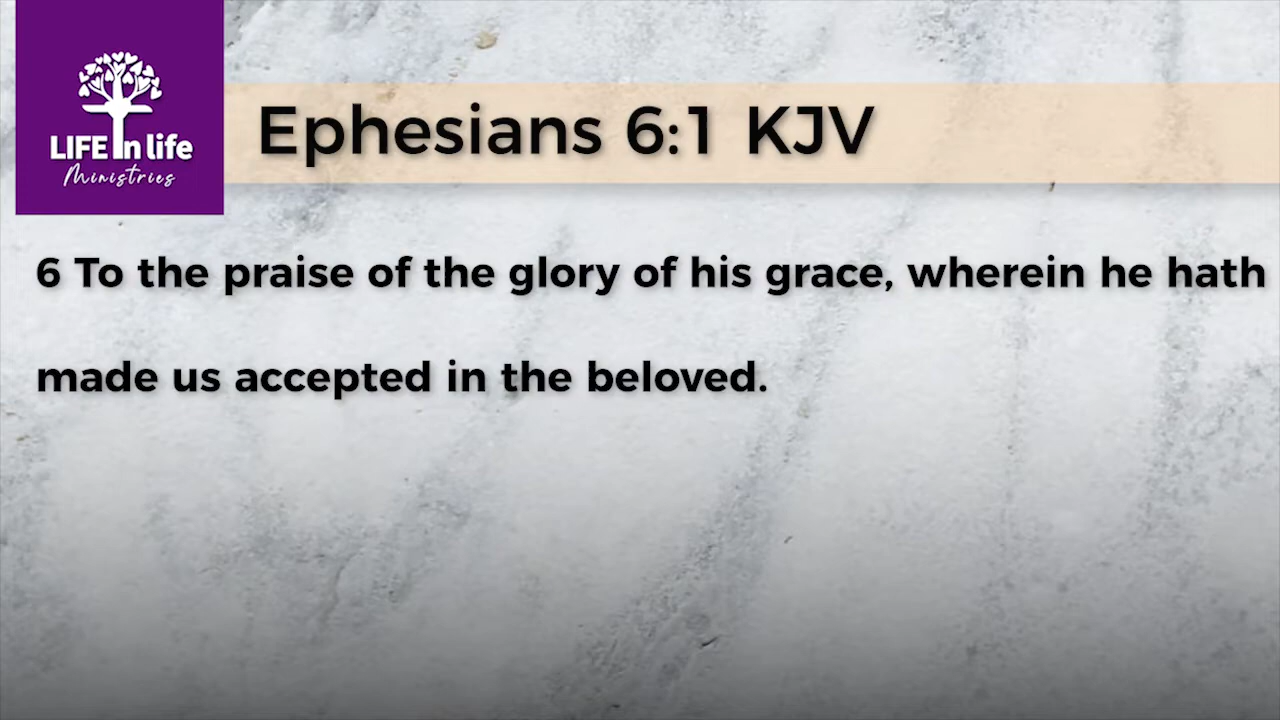 LIFE in life
Ministries
Ephesians 6:1 KJV
6 To the praise of the glory of his grace, wherein he hath
made us accepted in the beloved.